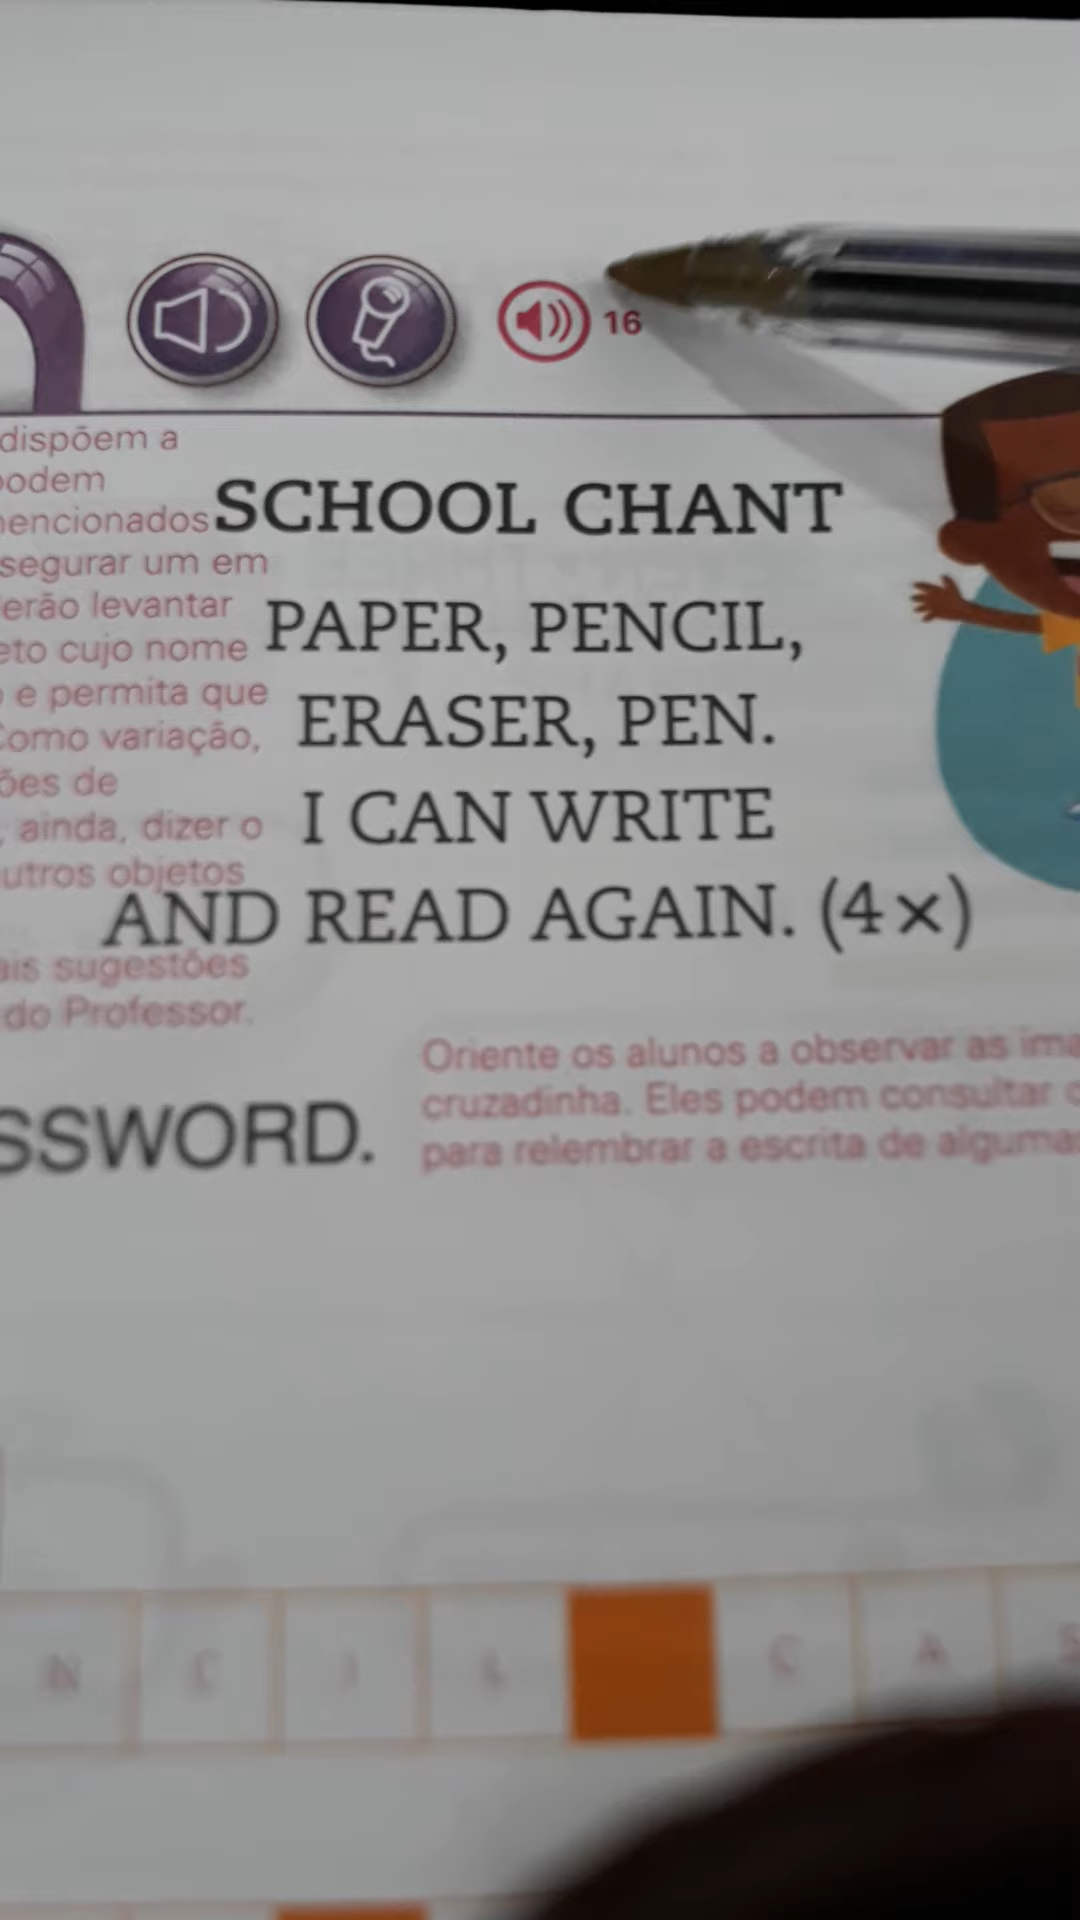 16
dispõem a
podem
mencionados
SCHOOL CHANT
segurar um em
erão levantar
PAPER, PENCIL,
eto cujo nome
o e permita que
ERASER, PEN.
Como variação,
ões de
I CAN WRITE
, ainda, dizer o
utros objetos
AND READ AGAIN. (4×)
ais sugestões
do Professor.
Oriente os alunos a observar as ima
cruzadinha. Eles podem consultar o
para relembrar a escrita de alguma
SSWORD.
N C I L C A S